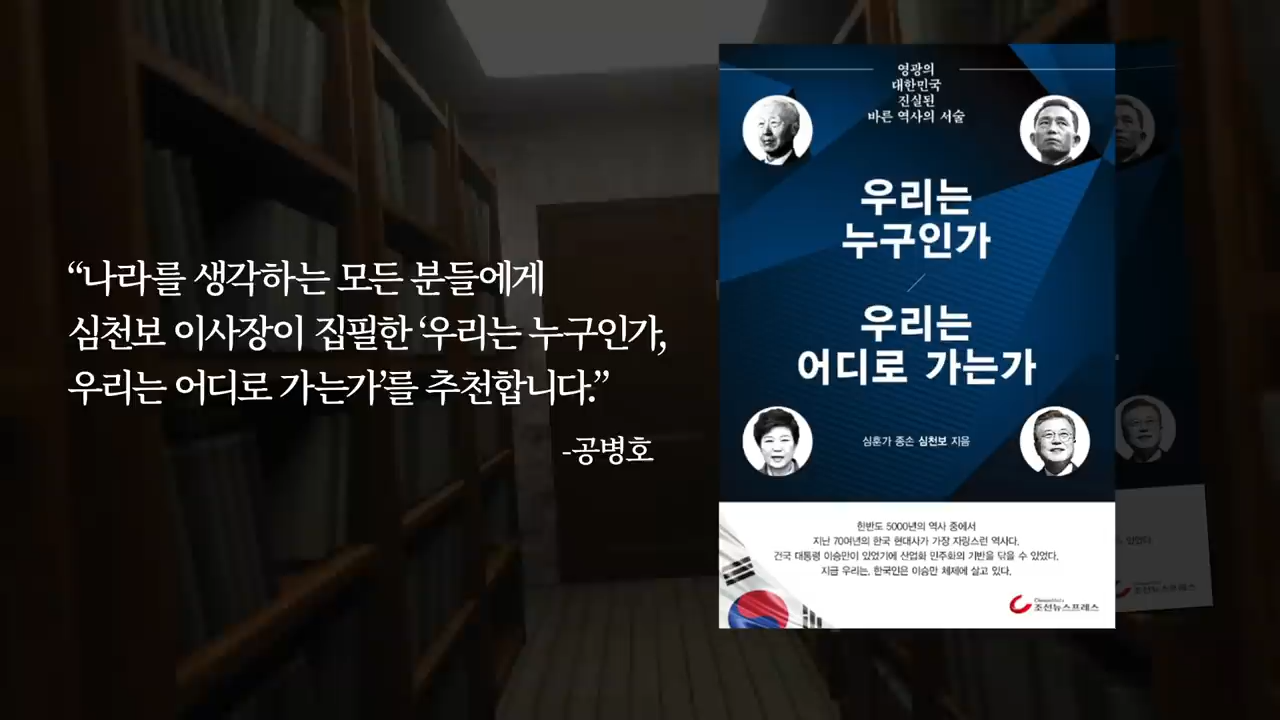 “나라를 생각하는 모든 분들에게
심천보 이사장이 집필한 ‘우리는 누구인가,
우리는 어디로 가는가’를 추천합니다.”
-공병호
영광의
대한민국
진실된
바른 역사의 서술
우리는
누구인가
우리는
어디로 가는가
심훈가 종손 심천보 지음
한반도 5000년의 역사 중에서
지난 70여년의 한국 현대사가 가장 자랑스런 역사다.
건국 대통령 이승만이 있었기에 산업화 민주화의 기반을 닦을 수 있었다.
지금 우리는, 한국인은 이승만 체제에 살고 있다.
조선뉴스프레스
조선뉴스프레스